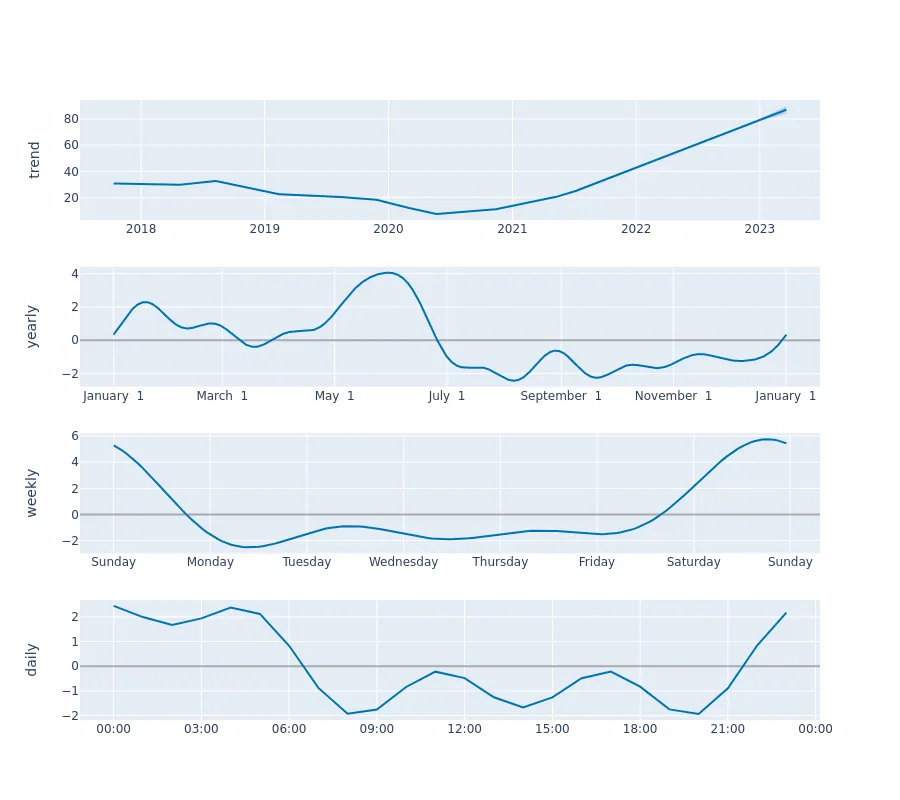 trend
80
60
40
20
2018 2019 2020 2021 2022 2023
yearly
4
2
0
−2
January 1 March 1 May 1 July 1 September 1 November 1 January 1
weekly
6
4
2
0
−2
Sunday Monday Tuesday Wednesday Thursday Friday Saturday Sunday
daily
2
1
0
−1
−2
00:00 03:00 06:00 09:00 12:00 15:00 18:00 21:00 00:00